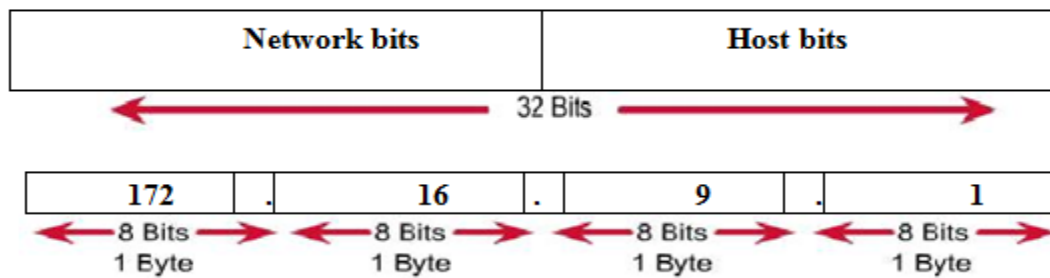 Network bits Host bits
32 Bits
172 . 16 . 9 . 1
8 Bits 8 Bits 8 Bits 8 Bits
1 Byte 1 Byte 1 Byte 1 Byte